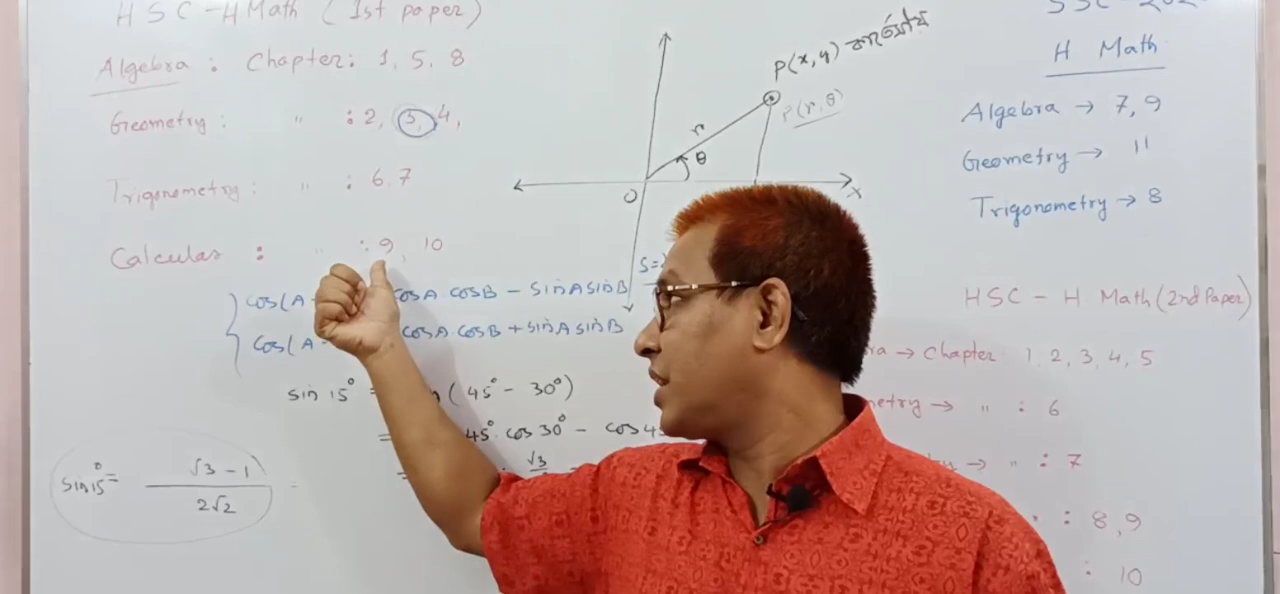 HSC-HMath (1st paper)
Algebra : Chapter: 1, 5, 8
Geometry : " : 2, 3, 4,
Trigonometry : " : 6, 7
Calculas : " : 9, 10
cos(A cosA cosB - sinA sinB
cos(A - cosA cosB + sinA sinB
sin 15° = (45° - 30°)
= 45° cos 30° - cos 45
= √3
sin15° = √3 - 1
2√2
P(x, y) কার্তেসীয়
P(r, θ)
r
θ
O
X
S=
SSC-
H Math
Algebra → 7, 9
Geometry → 11
Trigonometry → 8
HSC - H Math (2nd Paper)
→ Chapter: 1, 2, 3, 4, 5
→ " : 6
→ " : 7
: 8, 9
: 10